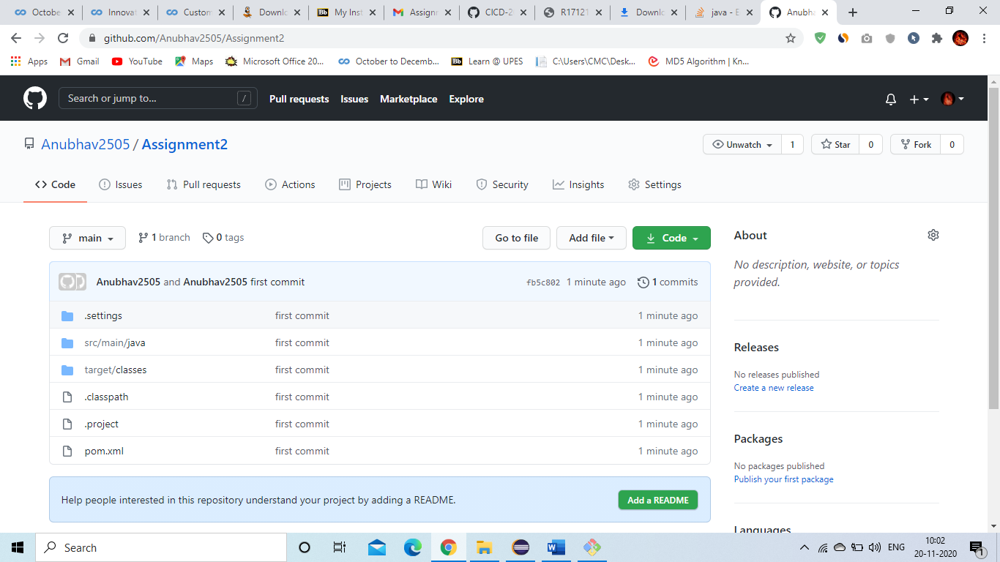 Octobe
Innovat
Custom
Downlo
My Inst
Assignr
CICD-2
R17121
Downlo
java - E
Anubha
github.com/Anubhav2505/Assignment2
Apps
Gmail
YouTube
Maps
Microsoft Office 20...
October to Decemb...
Bb
Learn @ UPES
C:\Users\CMC\Desk...
MD5 Algorithm | Kn...
Search or jump to...
/
Pull requests
Issues
Marketplace
Explore
Anubhav2505 / Assignment2
Unwatch
1
Star
0
Fork
0
Code
Issues
Pull requests
Actions
Projects
Wiki
Security
Insights
Settings
main
1 branch
0 tags
Go to file
Add file
Code
About
No description, website, or topics
provided.
Anubhav2505 and Anubhav2505 first commit
fb5c802 1 minute ago
1 commits
.settings
first commit
1 minute ago
src/main/java
first commit
1 minute ago
target/classes
first commit
1 minute ago
.classpath
first commit
1 minute ago
.project
first commit
1 minute ago
pom.xml
first commit
1 minute ago
Releases
No releases published
Create a new release
Packages
No packages published
Publish your first package
Languages
Help people interested in this repository understand your project by adding a README.
Add a README
Search
ENG
10:02
20-11-2020
1